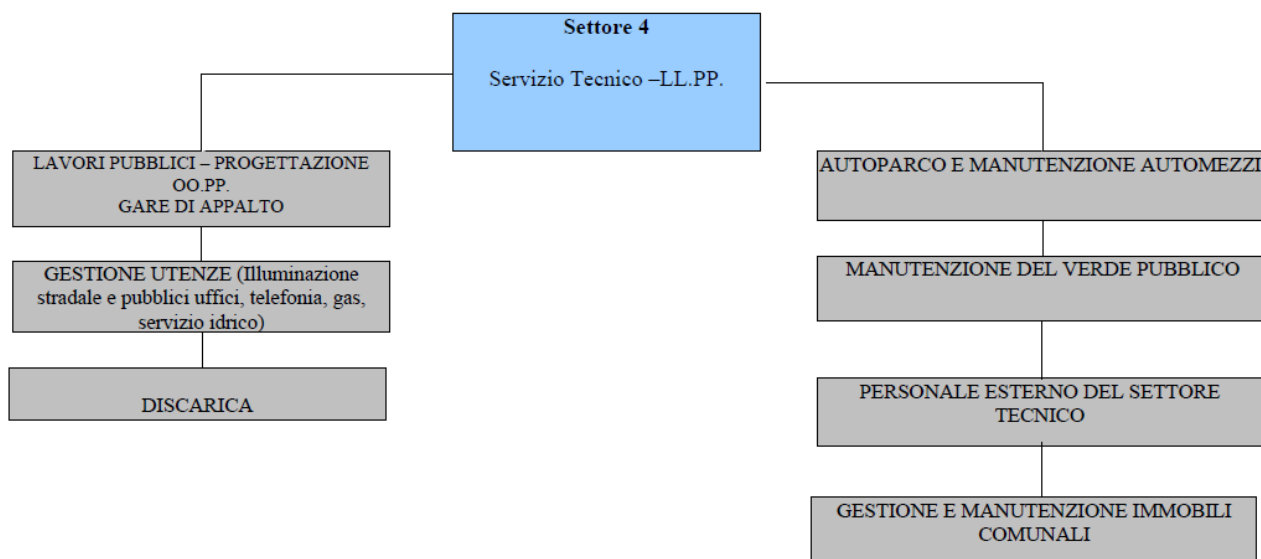 Settore 4
Servizio Tecnico –LL.PP.
LAVORI PUBBLICI – PROGETTAZIONE
OO.PP.
GARE DI APPALTO
GESTIONE UTENZE (Illuminazione
stradale e pubblici uffici, telefonia, gas,
servizio idrico)
DISCARICA
AUTOPARCO E MANUTENZIONE AUTOMEZZI
MANUTENZIONE DEL VERDE PUBBLICO
PERSONALE ESTERNO DEL SETTORE
TECNICO
GESTIONE E MANUTENZIONE IMMOBILI
COMUNALI